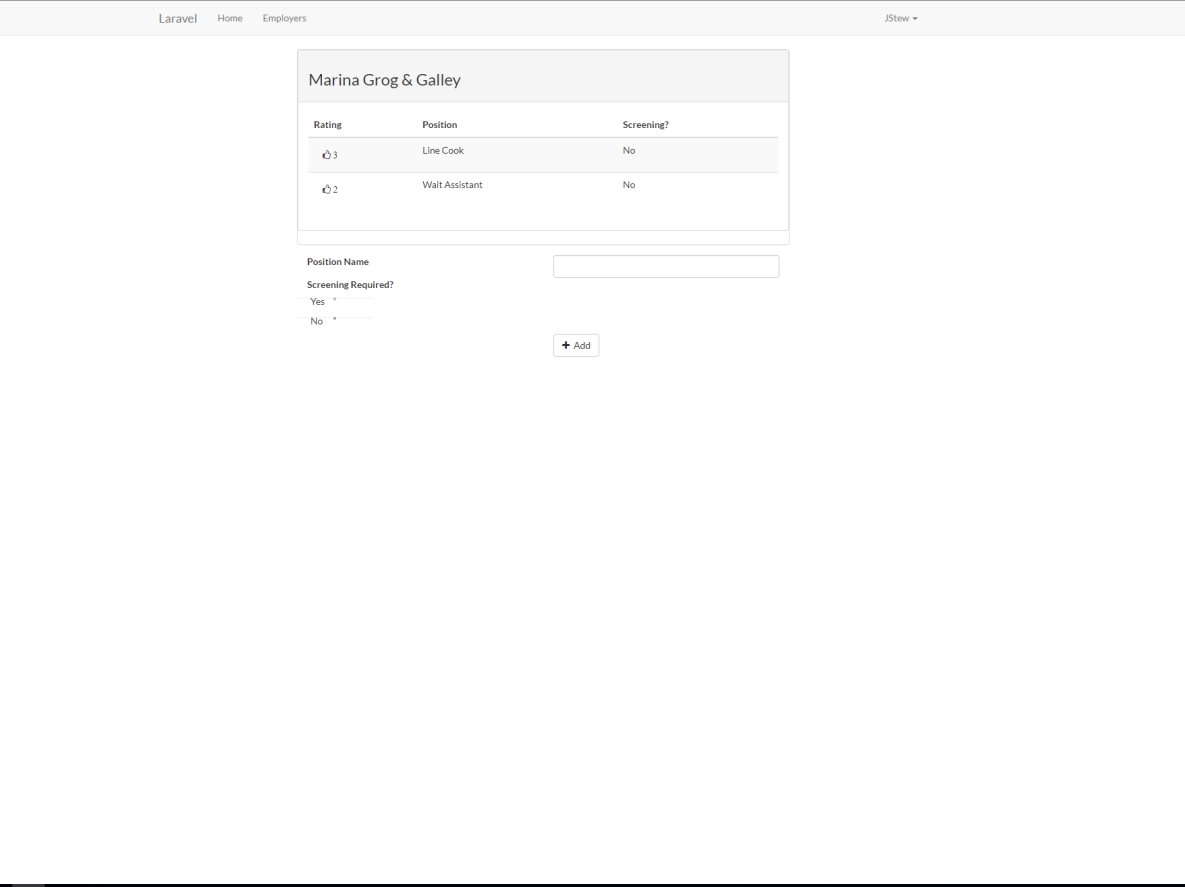 Laravel Home Employers JStew
Marina Grog & Galley
Rating Position Screening?
3 Line Cook No
2 Wait Assistant No
Position Name
Screening Required?
Yes
No
Add